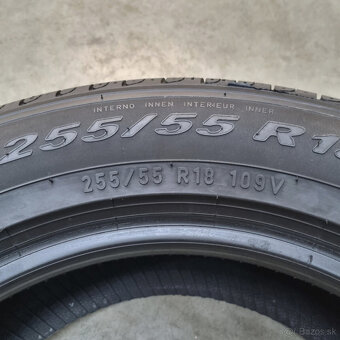 INTERNO INNEN INTERIEUR INNER
255/55 R1
255/55 R18 109V
Bazos.sk